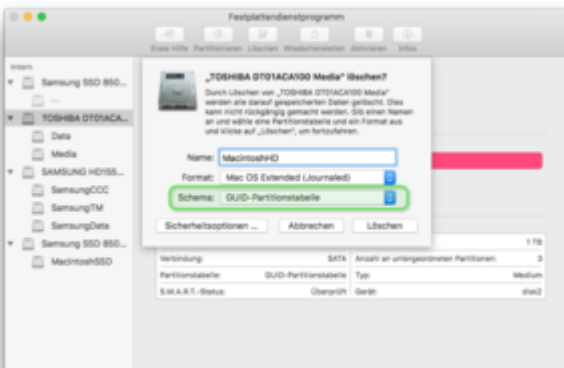 Festplattendienstprogramm
Erste Hilfe Partitionieren Löschen Wiederherstellen Aktivieren Infos
Intern
Samsung SSD 850...
TOSHIBA DT01ACA...
Data
Media
SAMSUNG HD155...
SamsungCCC
SamsungTM
SamsungData
Samsung SSD 850...
MacintoshSSD
„TOSHIBA DT01ACA100 Media“ löschen?
Durch Löschen von „TOSHIBA DT01ACA100 Media“
werden alle darauf gespeicherten Daten gelöscht. Dies
kann nicht rückgängig gemacht werden. Gib einen Namen
an und wähle eine Partitionstabelle und ein Format aus
und klicke auf „Löschen“, um fortzufahren.
Name: MacintoshHD
Format: Mac OS Extended (Journaled)
Schema: GUID-Partitionstabelle
Sicherheitsoptionen ... Abbrechen Löschen
1 TB
Verbindung: SATA Anzahl an untergeordneten Partitionen: 3
Partitionstabelle: GUID-Partitionstabelle Typ: Medium
S.M.A.R.T.-Status: Überprüft Gerät: disk2